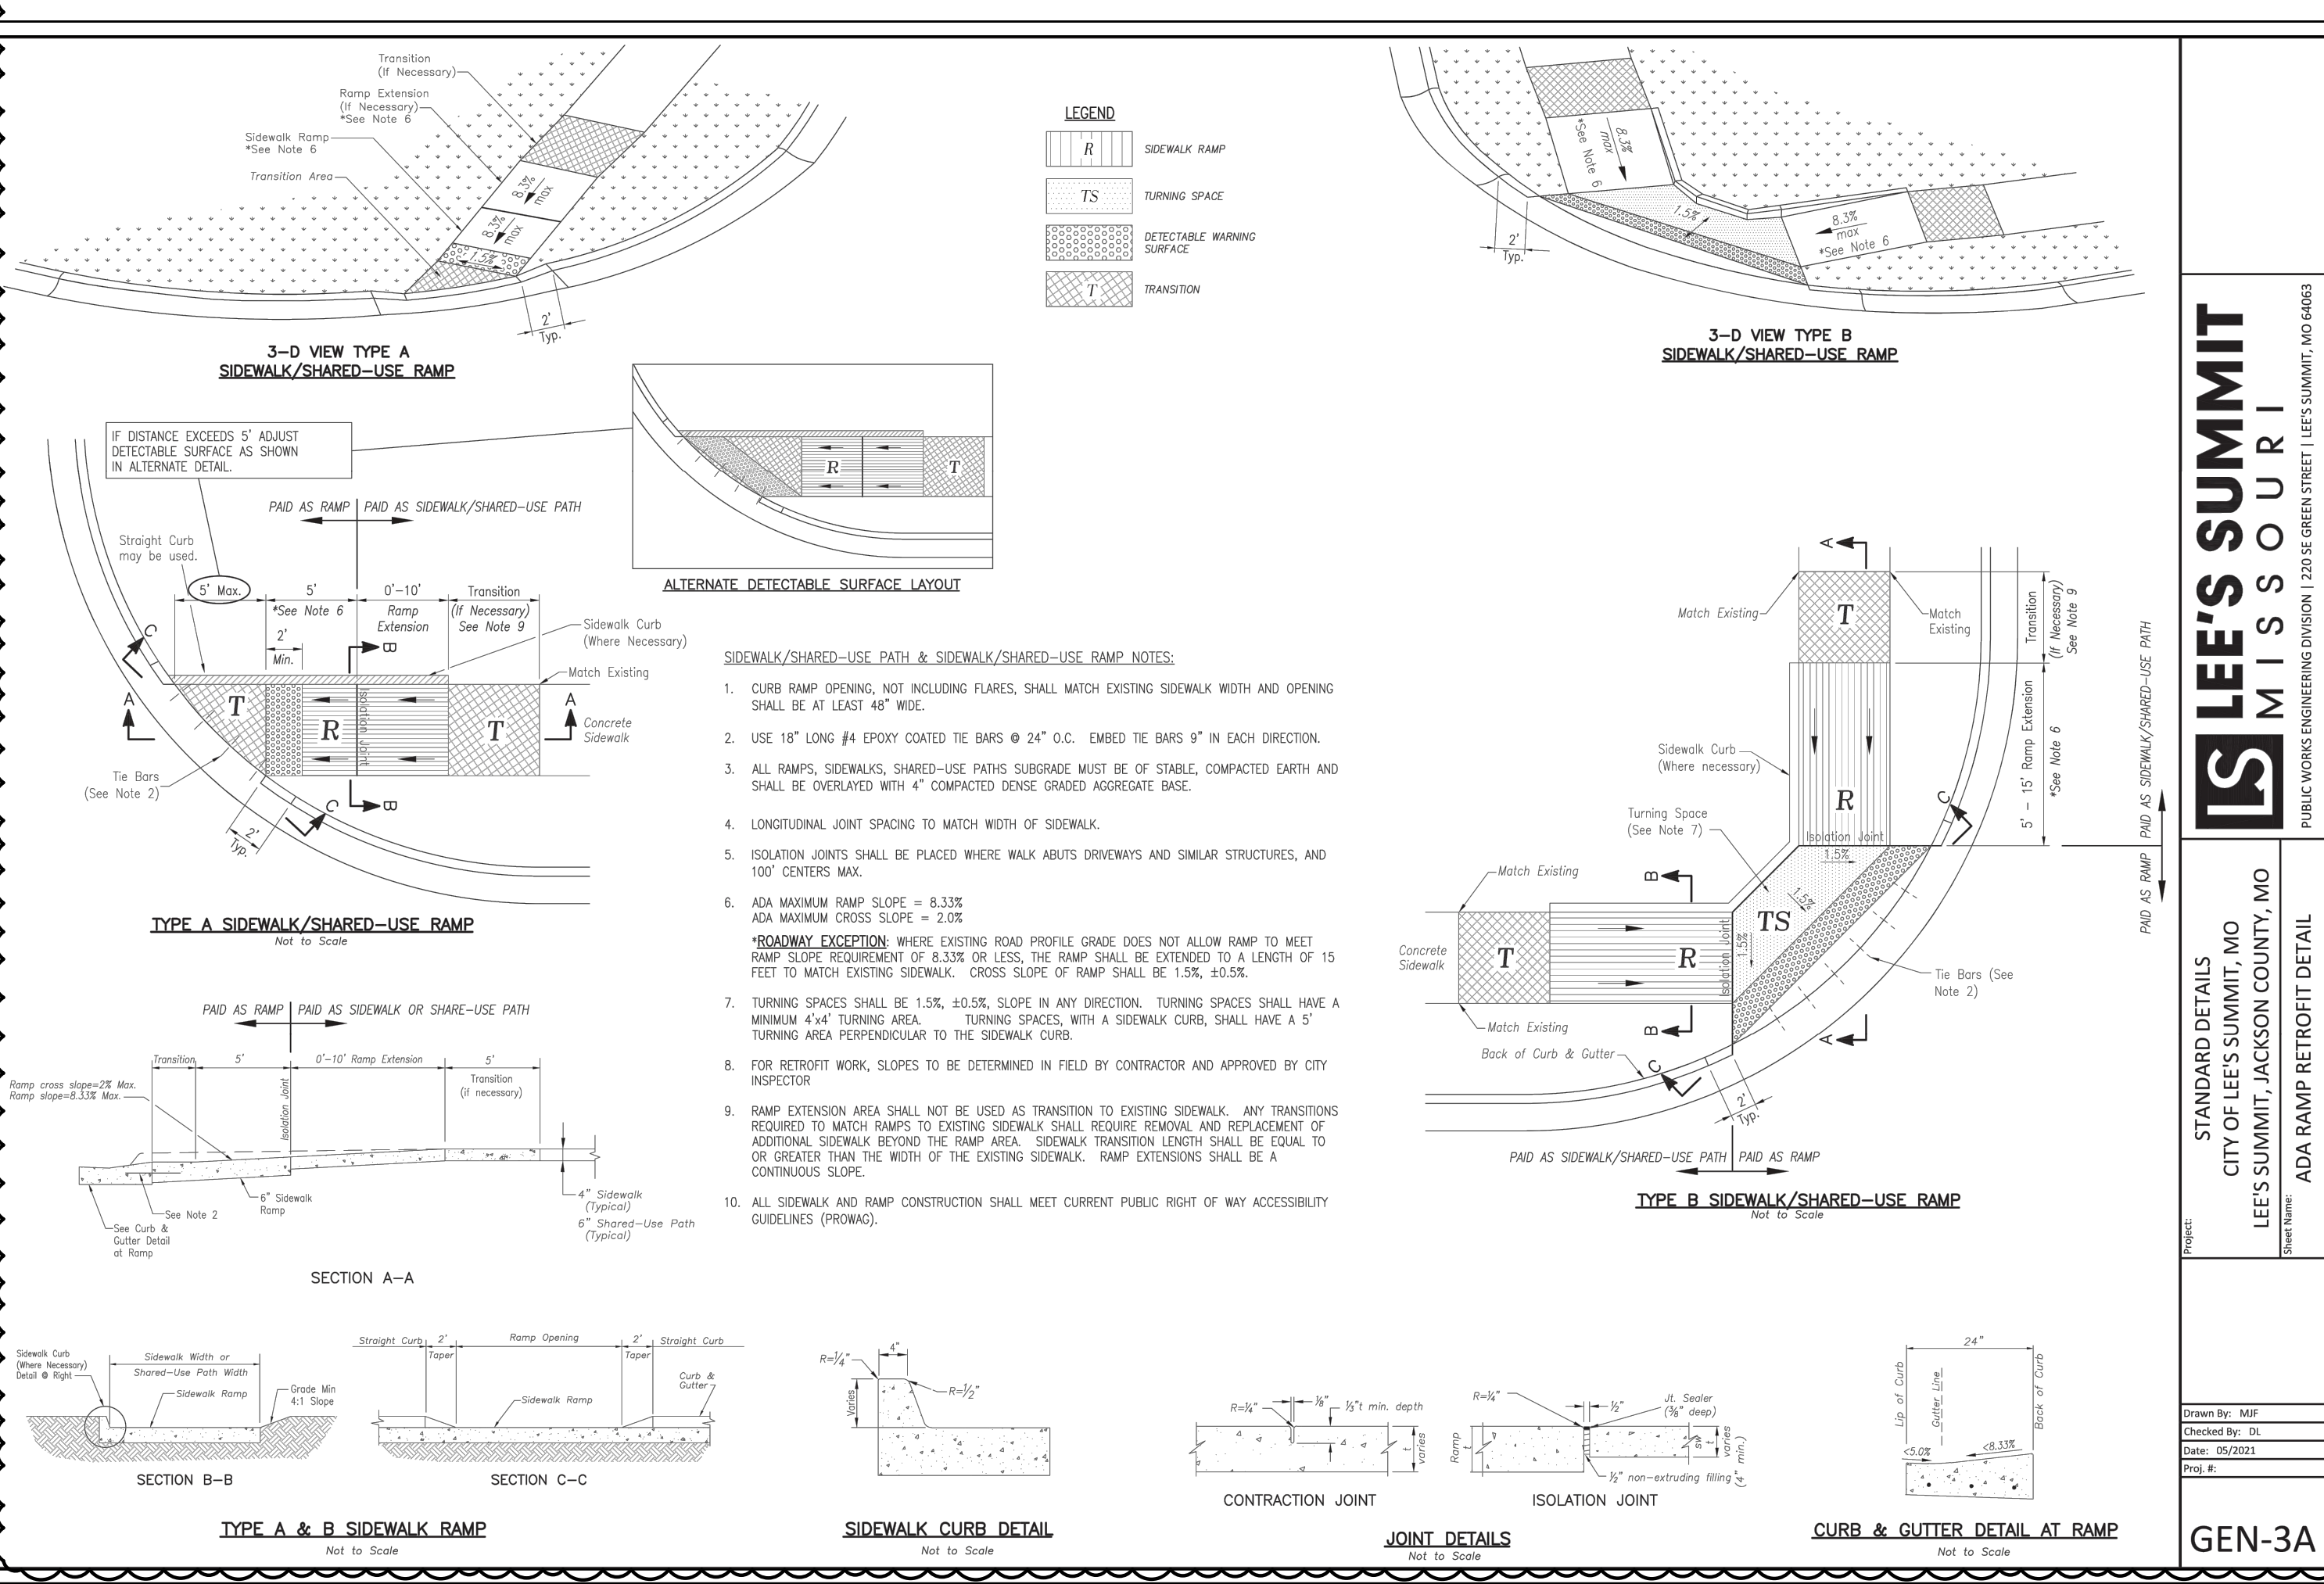 Transition
(If Necessary)
Ramp Extension
(If Necessary)
*See Note 6
Sidewalk Ramp
*See Note 6
Transition Area
8.3%
max
8.3%
max
1.5%
2'
Typ.
3-D VIEW TYPE A
SIDEWALK/SHARED-USE RAMP
LEGEND
R
SIDEWALK RAMP
TS
TURNING SPACE
DETECTABLE WARNING
SURFACE
T
TRANSITION
*See Note 6
8.3%
max
1.5%
8.3%
max
*See Note 6
2'
Typ.
3-D VIEW TYPE B
SIDEWALK/SHARED-USE RAMP
IF DISTANCE EXCEEDS 5' ADJUST
DETECTABLE SURFACE AS SHOWN
IN ALTERNATE DETAIL.
R
T
ALTERNATE DETECTABLE SURFACE LAYOUT
PAID AS RAMP
PAID AS SIDEWALK/SHARED-USE PATH
Straight Curb
may be used.
5' Max.
5'
*See Note 6
2'
Min.
0'-10'
Ramp
Extension
Transition
(If Necessary)
See Note 9
Sidewalk Curb
(Where Necessary)
Match Existing
C
B
A
T
R
Isolation Joint
T
A
Concrete
Sidewalk
Tie Bars
(See Note 2)
B
C
2'
Typ.
TYPE A SIDEWALK/SHARED-USE RAMP
Not to Scale
SIDEWALK/SHARED-USE PATH & SIDEWALK/SHARED-USE RAMP NOTES:
1. CURB RAMP OPENING, NOT INCLUDING FLARES, SHALL MATCH EXISTING SIDEWALK WIDTH AND OPENING
SHALL BE AT LEAST 48" WIDE.
2. USE 18" LONG #4 EPOXY COATED TIE BARS @ 24" O.C. EMBED TIE BARS 9" IN EACH DIRECTION.
3. ALL RAMPS, SIDEWALKS, SHARED-USE PATHS SUBGRADE MUST BE OF STABLE, COMPACTED EARTH AND
SHALL BE OVERLAYED WITH 4" COMPACTED DENSE GRADED AGGREGATE BASE.
4. LONGITUDINAL JOINT SPACING TO MATCH WIDTH OF SIDEWALK.
5. ISOLATION JOINTS SHALL BE PLACED WHERE WALK ABUTS DRIVEWAYS AND SIMILAR STRUCTURES, AND
100' CENTERS MAX.
6. ADA MAXIMUM RAMP SLOPE = 8.33%
ADA MAXIMUM CROSS SLOPE = 2.0%
*ROADWAY EXCEPTION: WHERE EXISTING ROAD PROFILE GRADE DOES NOT ALLOW RAMP TO MEET
RAMP SLOPE REQUIREMENT OF 8.33% OR LESS, THE RAMP SHALL BE EXTENDED TO A LENGTH OF 15
FEET TO MATCH EXISTING SIDEWALK. CROSS SLOPE OF RAMP SHALL BE 1.5%, ±0.5%.
7. TURNING SPACES SHALL BE 1.5%, ±0.5%, SLOPE IN ANY DIRECTION. TURNING SPACES SHALL HAVE A
MINIMUM 4'x4' TURNING AREA. TURNING SPACES, WITH A SIDEWALK CURB, SHALL HAVE A 5'
TURNING AREA PERPENDICULAR TO THE SIDEWALK CURB.
8. FOR RETROFIT WORK, SLOPES TO BE DETERMINED IN FIELD BY CONTRACTOR AND APPROVED BY CITY
INSPECTOR
9. RAMP EXTENSION AREA SHALL NOT BE USED AS TRANSITION TO EXISTING SIDEWALK. ANY TRANSITIONS
REQUIRED TO MATCH RAMPS TO EXISTING SIDEWALK SHALL REQUIRE REMOVAL AND REPLACEMENT OF
ADDITIONAL SIDEWALK BEYOND THE RAMP AREA. SIDEWALK TRANSITION LENGTH SHALL BE EQUAL TO
OR GREATER THAN THE WIDTH OF THE EXISTING SIDEWALK. RAMP EXTENSIONS SHALL BE A
CONTINUOUS SLOPE.
10. ALL SIDEWALK AND RAMP CONSTRUCTION SHALL MEET CURRENT PUBLIC RIGHT OF WAY ACCESSIBILITY
GUIDELINES (PROWAG).
A
Match Existing
T
Match
Existing
Transition
(If Necessary)
See Note 9
5' - 15' Ramp Extension
*See Note 6
PAID AS SIDEWALK/SHARED-USE PATH
PAID AS RAMP
Sidewalk Curb
(Where necessary)
Turning Space
(See Note 7)
R
Isolation Joint
1.5%
C
Match Existing
B
TS
1.5%
1.5%
Concrete
Sidewalk
T
R
Isolation Joint
Tie Bars (See
Note 2)
Match Existing
B
A
Back of Curb & Gutter
C
2'
Typ.
PAID AS SIDEWALK/SHARED-USE PATH
PAID AS RAMP
TYPE B SIDEWALK/SHARED-USE RAMP
Not to Scale
PAID AS RAMP
PAID AS SIDEWALK OR SHARE-USE PATH
Transition
5'
0'-10' Ramp Extension
5'
Transition
(if necessary)
Ramp cross slope=2% Max.
Ramp slope=8.33% Max.
Isolation Joint
6" Sidewalk
Ramp
See Note 2
See Curb &
Gutter Detail
at Ramp
4" Sidewalk
(Typical)
6" Shared-Use Path
(Typical)
SECTION A-A
Sidewalk Curb
(Where Necessary)
Detail @ Right
Sidewalk Width or
Shared-Use Path Width
Sidewalk Ramp
Grade Min
4:1 Slope
SECTION B-B
Straight Curb
2'
Taper
Ramp Opening
2'
Taper
Straight Curb
Curb &
Gutter
Sidewalk Ramp
SECTION C-C
TYPE A & B SIDEWALK RAMP
Not to Scale
4"
R=¼"
R=½"
Varies
SIDEWALK CURB DETAIL
Not to Scale
R=¼"
⅛"
⅓"t min. depth
t
varies
CONTRACTION JOINT
R=¼"
½"
Jt. Sealer
(⅜" deep)
Ramp
t
sw
t
varies
(4" min.)
½" non-extruding filling
ISOLATION JOINT
JOINT DETAILS
Not to Scale
24"
Lip of Curb
Gutter Line
Back of Curb
<5.0%
<8.33%
CURB & GUTTER DETAIL AT RAMP
Not to Scale
LS
LEE'S SUMMIT
MISSOURI
PUBLIC WORKS ENGINEERING DIVISION | 220 SE GREEN STREET | LEE'S SUMMIT, MO 64063
Project:
STANDARD DETAILS
CITY OF LEE'S SUMMIT, MO
LEE'S SUMMIT, JACKSON COUNTY, MO
Sheet Name:
ADA RAMP RETROFIT DETAIL
Drawn By: MJF
Checked By: DL
Date: 05/2021
Proj. #:
GEN-3A